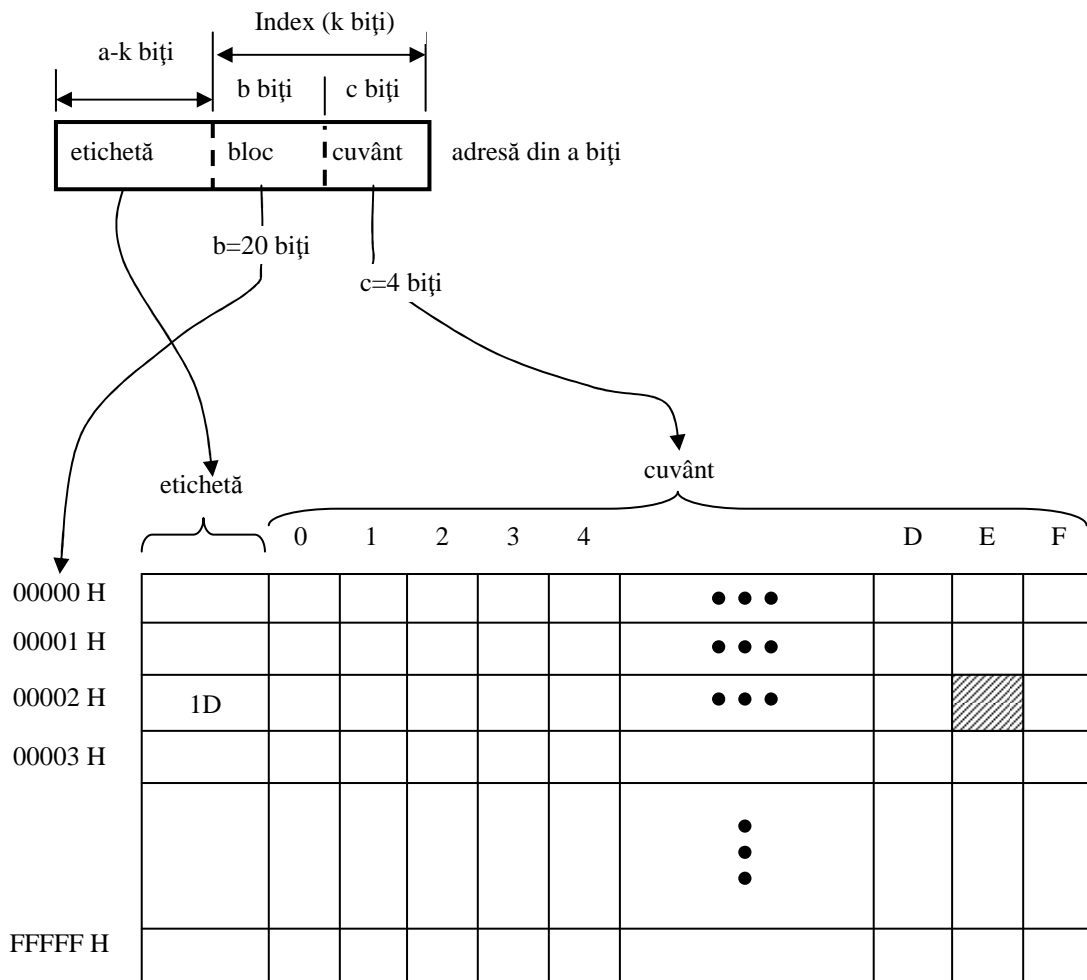 Index (k biţi)
a-k biţi
b biţi
c biţi
etichetă
bloc
cuvânt
adresă din a biţi
b=20 biţi
c=4 biţi
etichetă
cuvânt
0 1 2 3 4 D E F
00000 H
00001 H
00002 H
1D
00003 H
FFFFF H